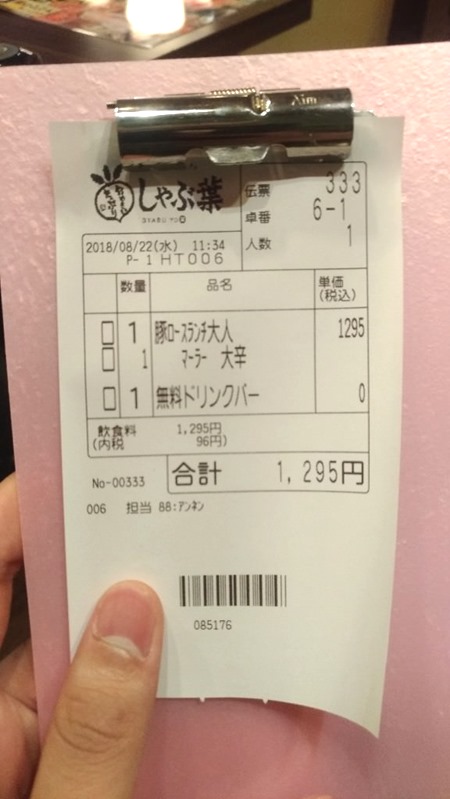 Aim
しゃぶ葉
SYABU YO
伝票 333
卓番 6-1
人数 1
2018/08/22(水) 11:34
P-1HT006
数量 品名 単価
(税込)
□ 1 豚ロースランチ大人 1295
□ 1 マーラー 大辛
□ 1 無料ドリンクバー 0
飲食料 1,295円
(内税 96円)
合計 1,295円
No-00333
006 担当 88:アンネン
085176